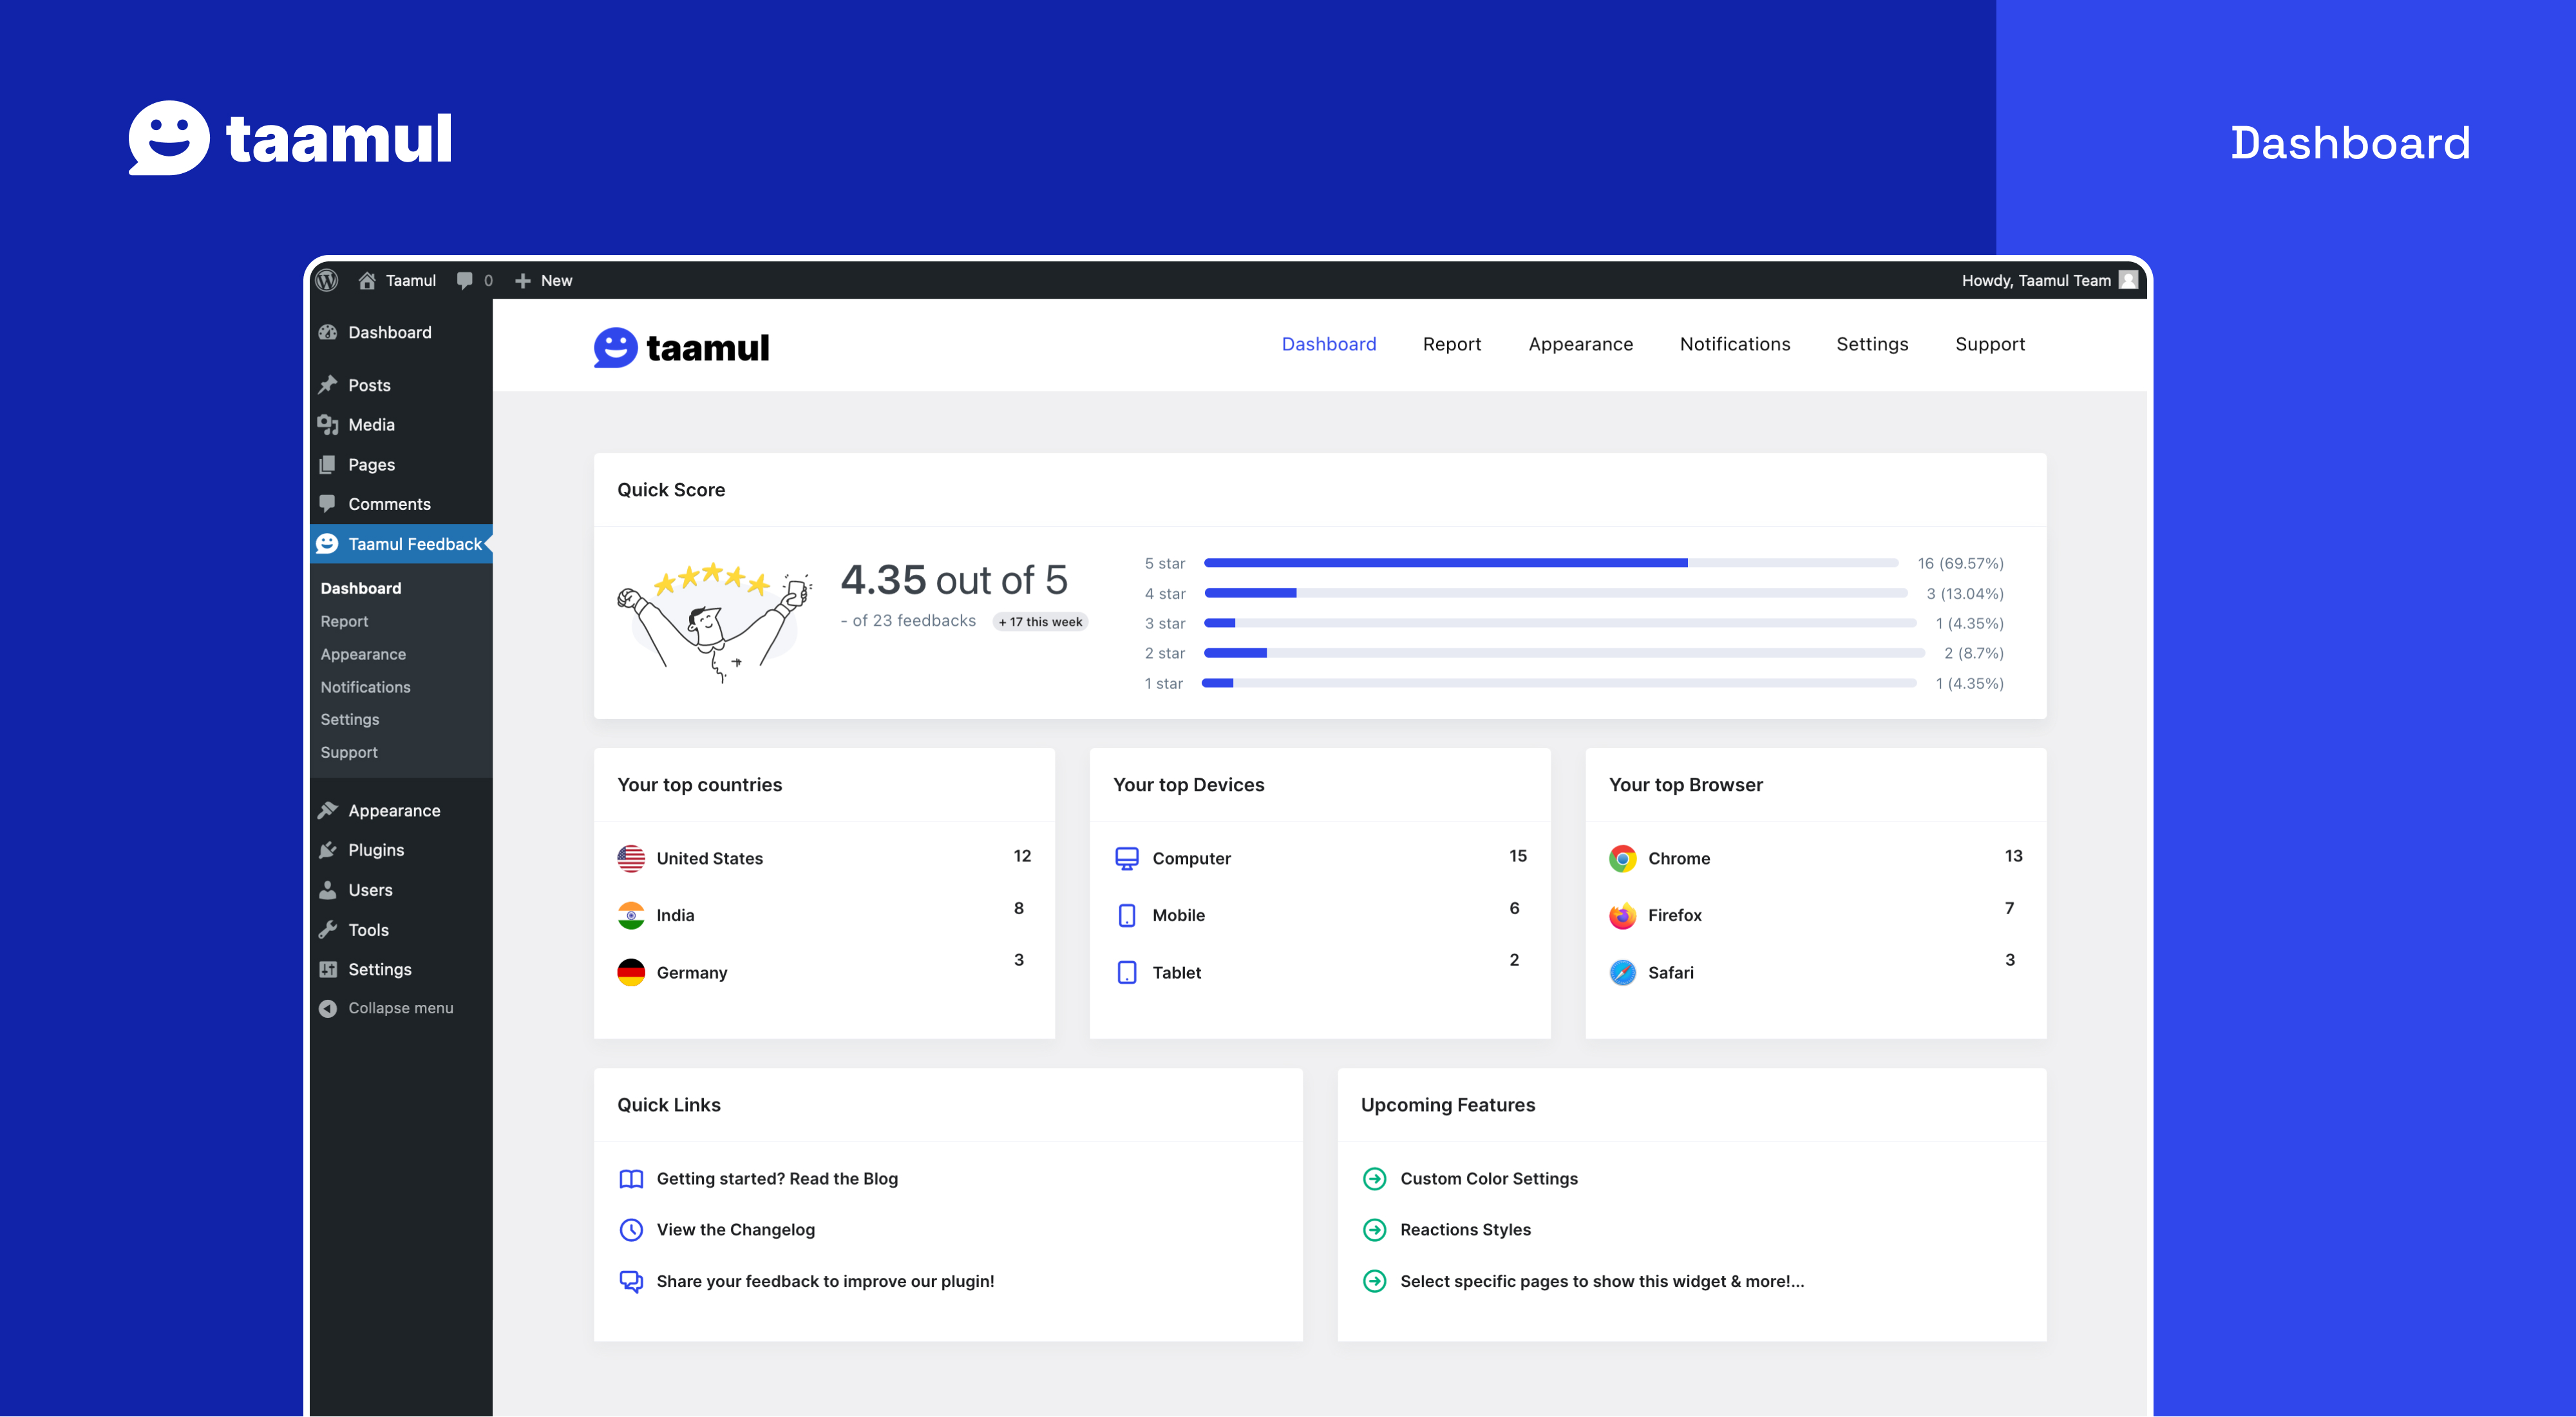 taamul
Dashboard
Taamul 0 New
Howdy, Taamul Team
Dashboard
Posts
Media
Pages
Comments
Taamul Feedback
Dashboard
Report
Appearance
Notifications
Settings
Support
Appearance
Plugins
Users
Tools
Settings
Collapse menu
taamul
Dashboard Report Appearance Notifications Settings Support
Quick Score
4.35 out of 5
- of 23 feedbacks + 17 this week
5 star 16 (69.57%)
4 star 3 (13.04%)
3 star 1 (4.35%)
2 star 2 (8.7%)
1 star 1 (4.35%)
Your top countries
United States 12
India 8
Germany 3
Your top Devices
Computer 15
Mobile 6
Tablet 2
Your top Browser
Chrome 13
Firefox 7
Safari 3
Quick Links
Getting started? Read the Blog
View the Changelog
Share your feedback to improve our plugin!
Upcoming Features
Custom Color Settings
Reactions Styles
Select specific pages to show this widget & more!...